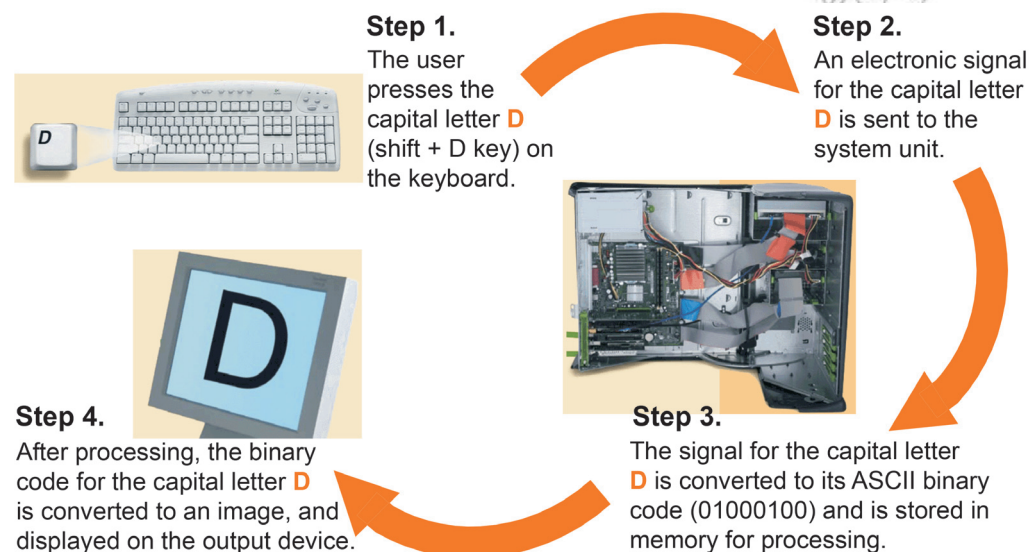 Step 1.
The user
presses the
capital letter D
(shift + D key) on
the keyboard.
D
Step 2.
An electronic signal
for the capital letter
D is sent to the
system unit.
Step 3.
The signal for the capital letter
D is converted to its ASCII binary
code (01000100) and is stored in
memory for processing.
D
Step 4.
After processing, the binary
code for the capital letter D
is converted to an image, and
displayed on the output device.